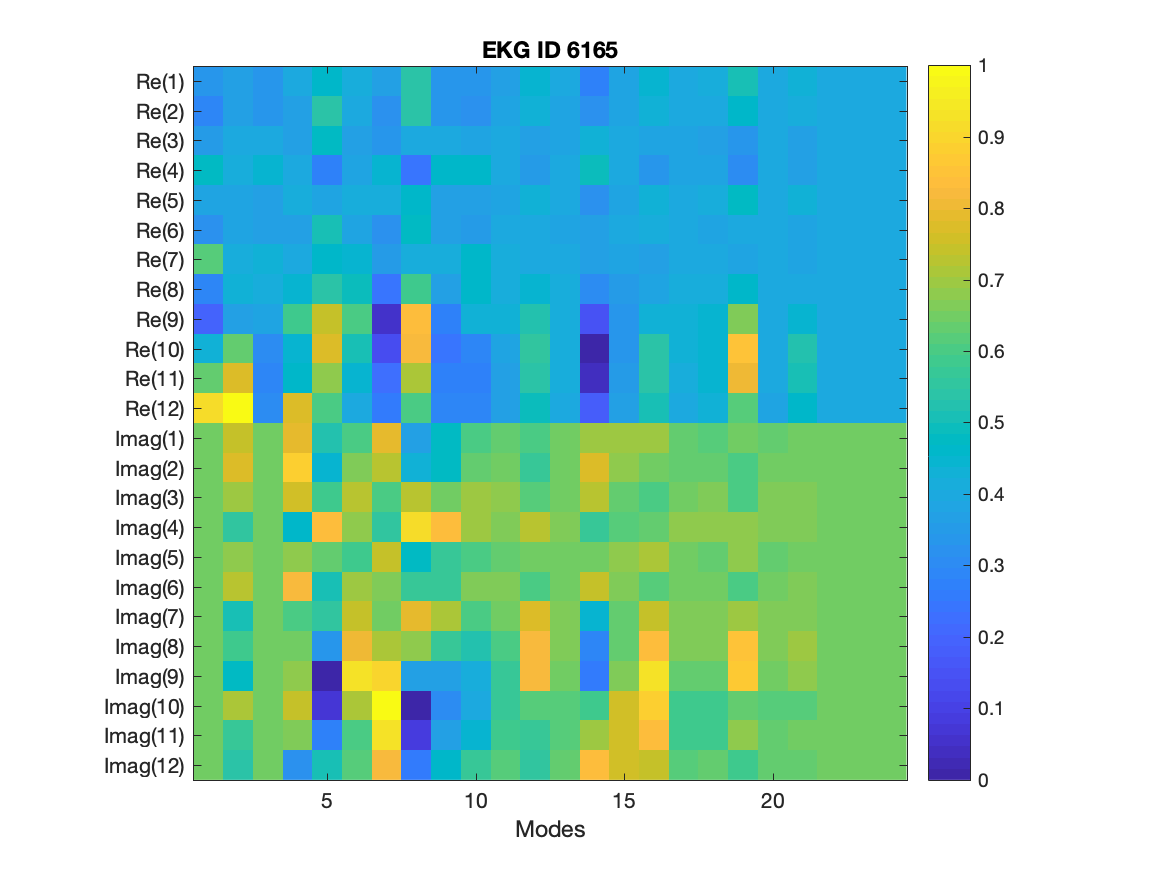 EKG ID 6165
Re(1)
Re(2)
Re(3)
Re(4)
Re(5)
Re(6)
Re(7)
Re(8)
Re(9)
Re(10)
Re(11)
Re(12)
Imag(1)
Imag(2)
Imag(3)
Imag(4)
Imag(5)
Imag(6)
Imag(7)
Imag(8)
Imag(9)
Imag(10)
Imag(11)
Imag(12)
5 10 15 20
Modes
1
0.9
0.8
0.7
0.6
0.5
0.4
0.3
0.2
0.1
0